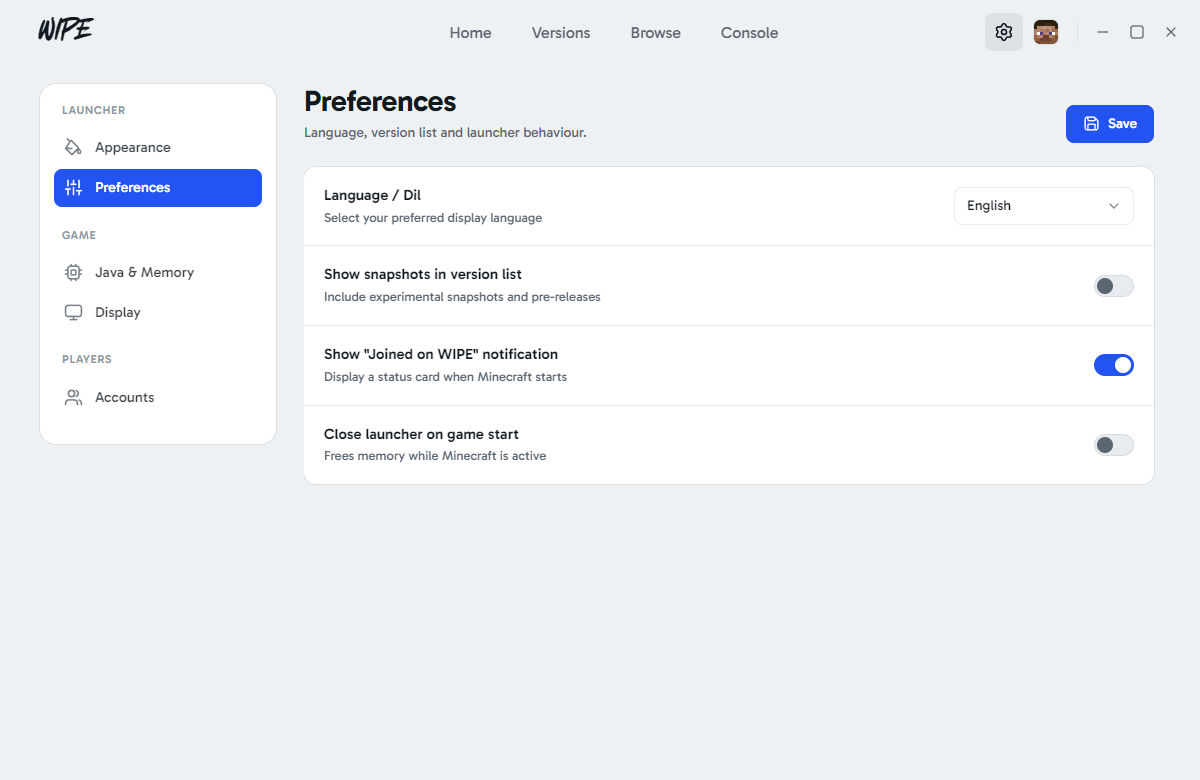 WIPE
Home
Versions
Browse
Console
LAUNCHER
Appearance
Preferences
GAME
Java & Memory
Display
PLAYERS
Accounts
Preferences
Language, version list and launcher behaviour.
Save
Language / Dil
Select your preferred display language
English
Show snapshots in version list
Include experimental snapshots and pre-releases
Show "Joined on WIPE" notification
Display a status card when Minecraft starts
Close launcher on game start
Frees memory while Minecraft is active